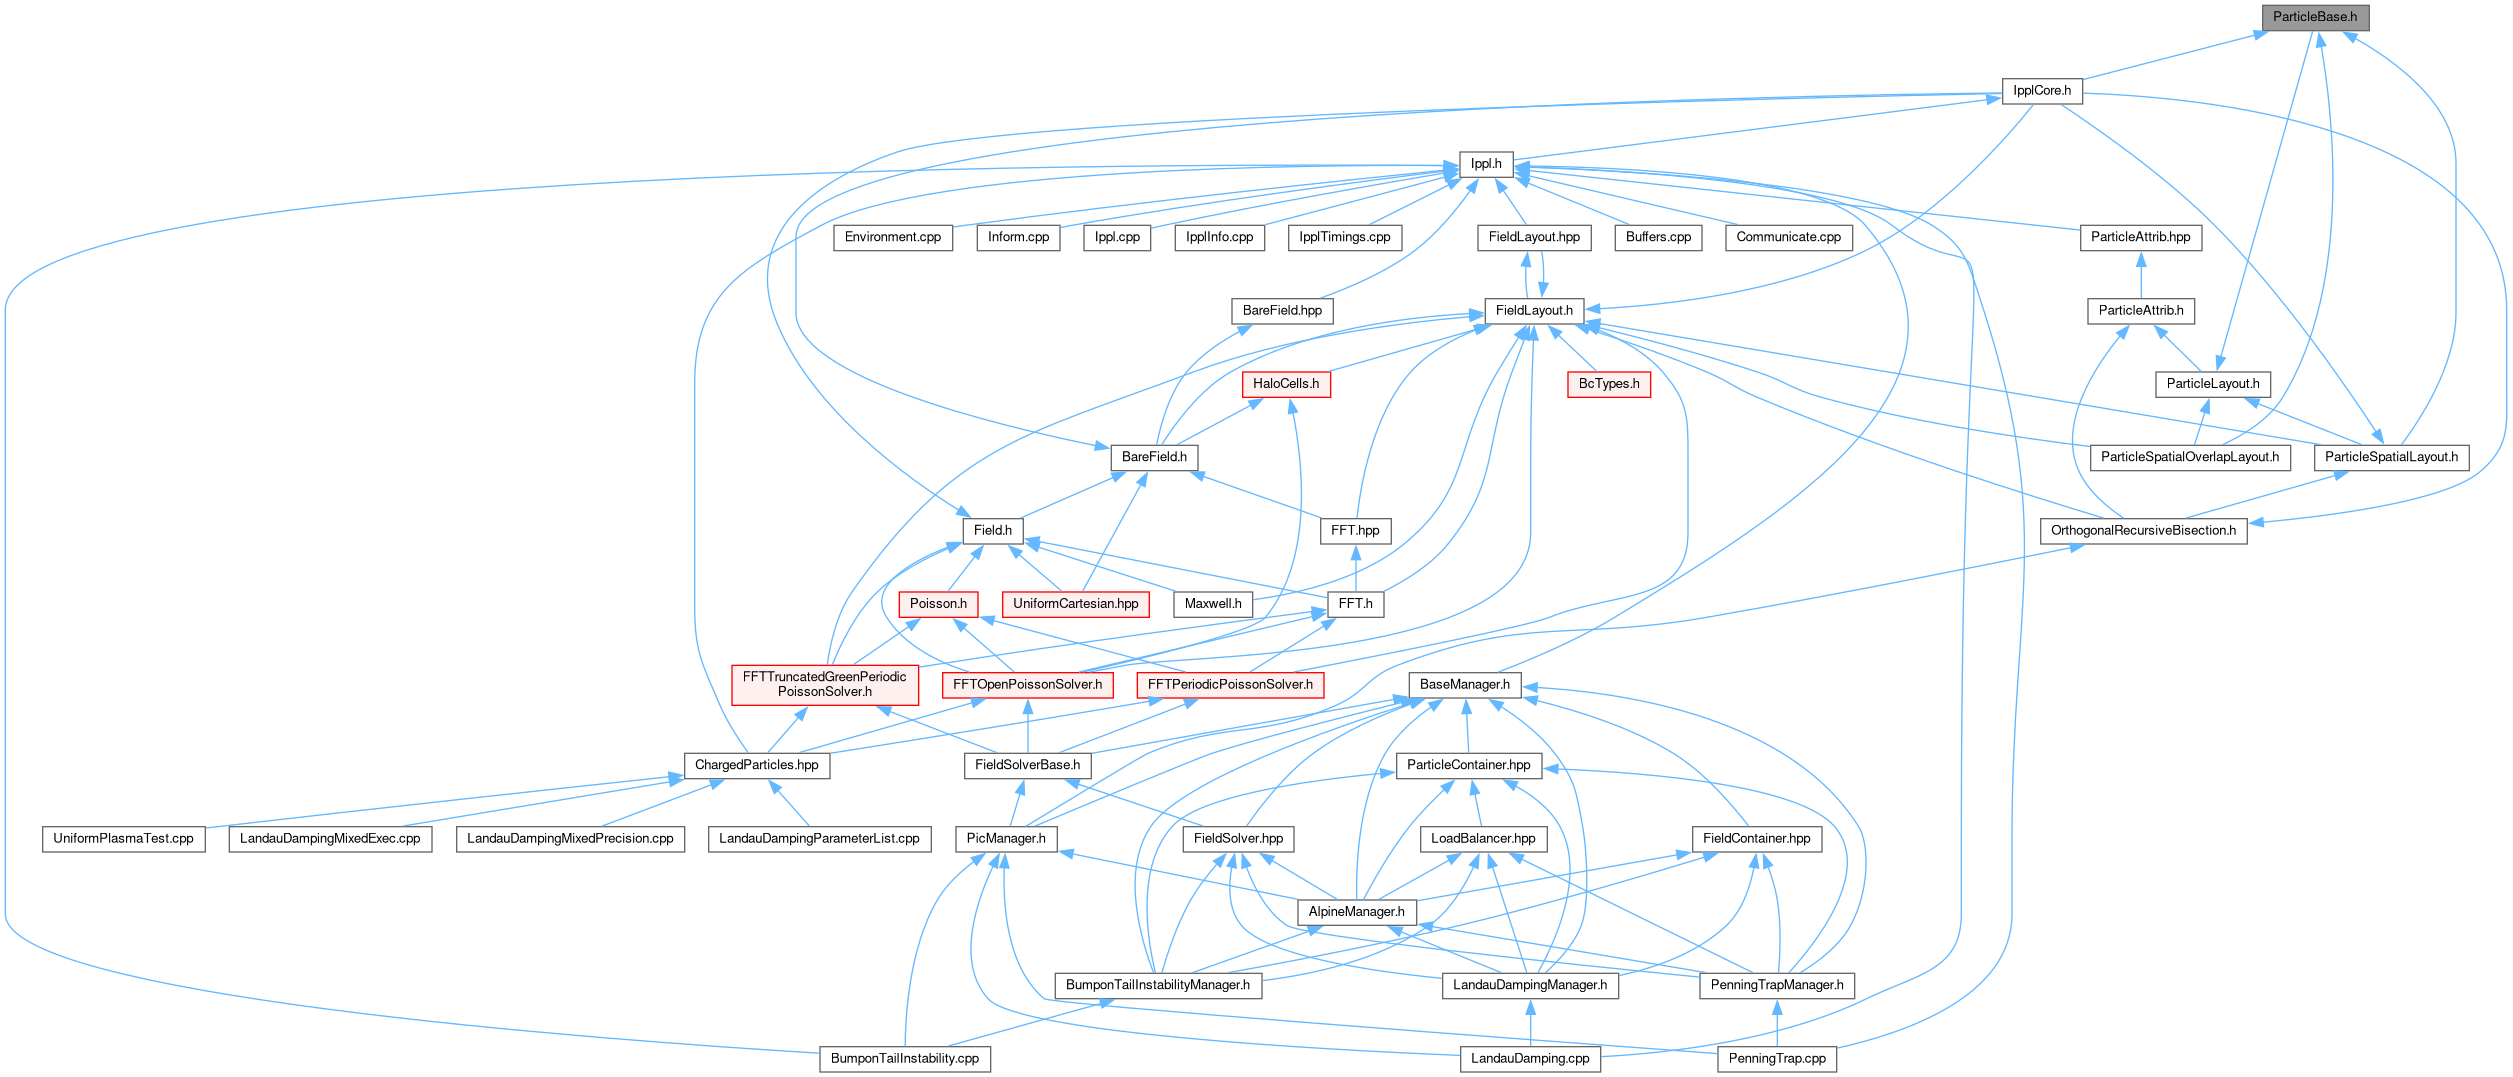 ParticleBase.h
IpplCore.h
Ippl.h
Environment.cpp
Inform.cpp
Ippl.cpp
IpplInfo.cpp
IpplTimings.cpp
FieldLayout.hpp
Buffers.cpp
Communicate.cpp
ParticleAttrib.hpp
BareField.hpp
FieldLayout.h
ParticleAttrib.h
HaloCells.h
BcTypes.h
ParticleLayout.h
BareField.h
ParticleSpatialOverlapLayout.h
ParticleSpatialLayout.h
Field.h
FFT.hpp
OrthogonalRecursiveBisection.h
Poisson.h
UniformCartesian.hpp
Maxwell.h
FFT.h
FFTTruncatedGreenPeriodic
PoissonSolver.h
FFTOpenPoissonSolver.h
FFTPeriodicPoissonSolver.h
BaseManager.h
ChargedParticles.hpp
FieldSolverBase.h
ParticleContainer.hpp
UniformPlasmaTest.cpp
LandauDampingMixedExec.cpp
LandauDampingMixedPrecision.cpp
LandauDampingParameterList.cpp
PicManager.h
FieldSolver.hpp
LoadBalancer.hpp
FieldContainer.hpp
AlpineManager.h
BumponTailInstabilityManager.h
LandauDampingManager.h
PenningTrapManager.h
BumponTailInstability.cpp
LandauDamping.cpp
PenningTrap.cpp